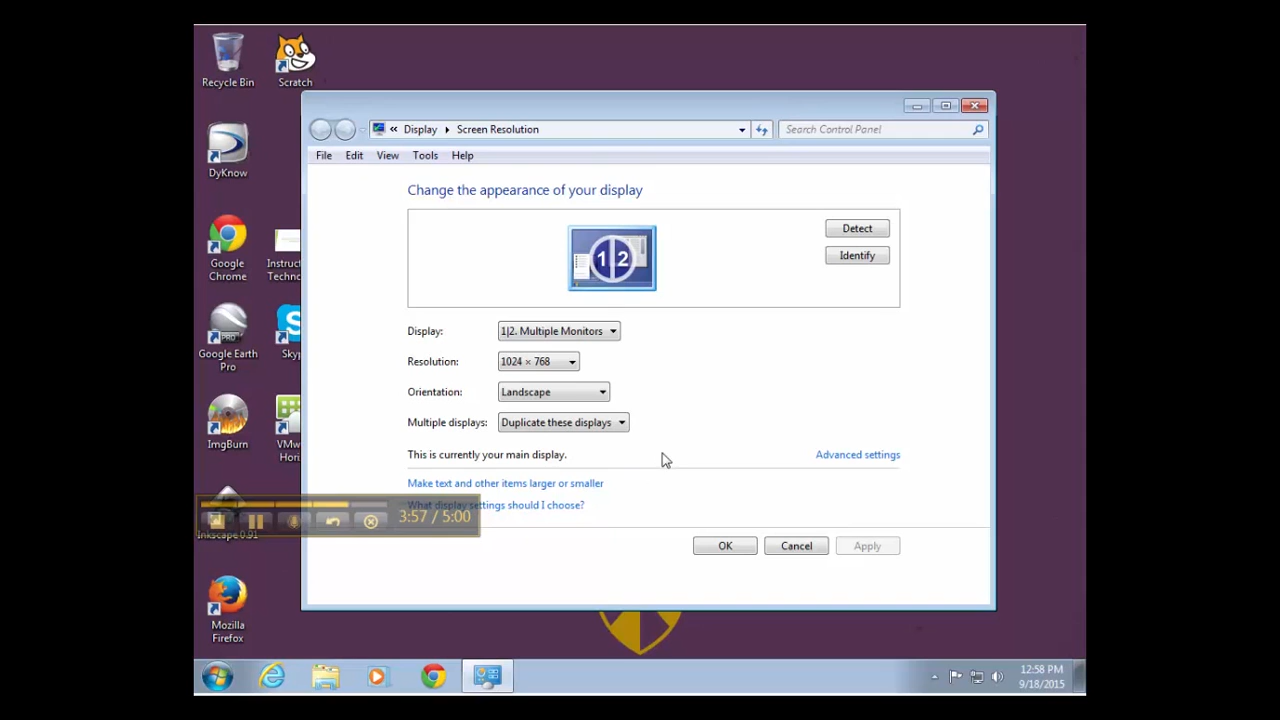 Recycle Bin
Scratch
DyKnow
Google
Chrome
Instruc
Techno
Google Earth
Pro
Skyp
ImgBurn
VMw
Hori
Inkscape 0.91
Mozilla
Firefox
« Display ▸ Screen Resolution
Search Control Panel
File Edit View Tools Help
Change the appearance of your display
1|2
Detect
Identify
Display: 1|2. Multiple Monitors
Resolution: 1024 × 768
Orientation: Landscape
Multiple displays: Duplicate these displays
This is currently your main display.
Advanced settings
Make text and other items larger or smaller
What display settings should I choose?
3:57 / 5:00
OK Cancel Apply
12:58 PM
9/18/2015